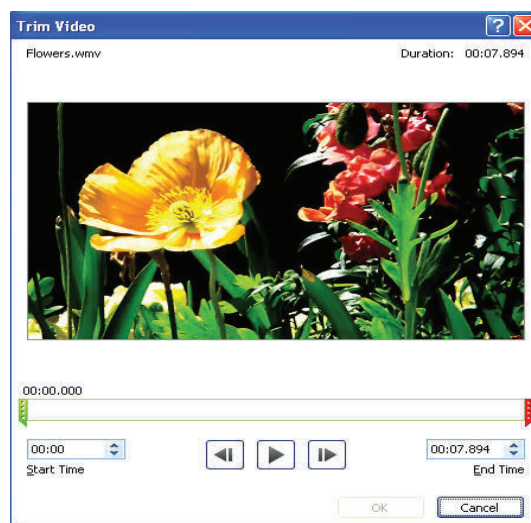 Trim Video
Flowers.wmv Duration: 00:07.894
00:00.000
00:00 00:07.894
Start Time End Time
OK Cancel